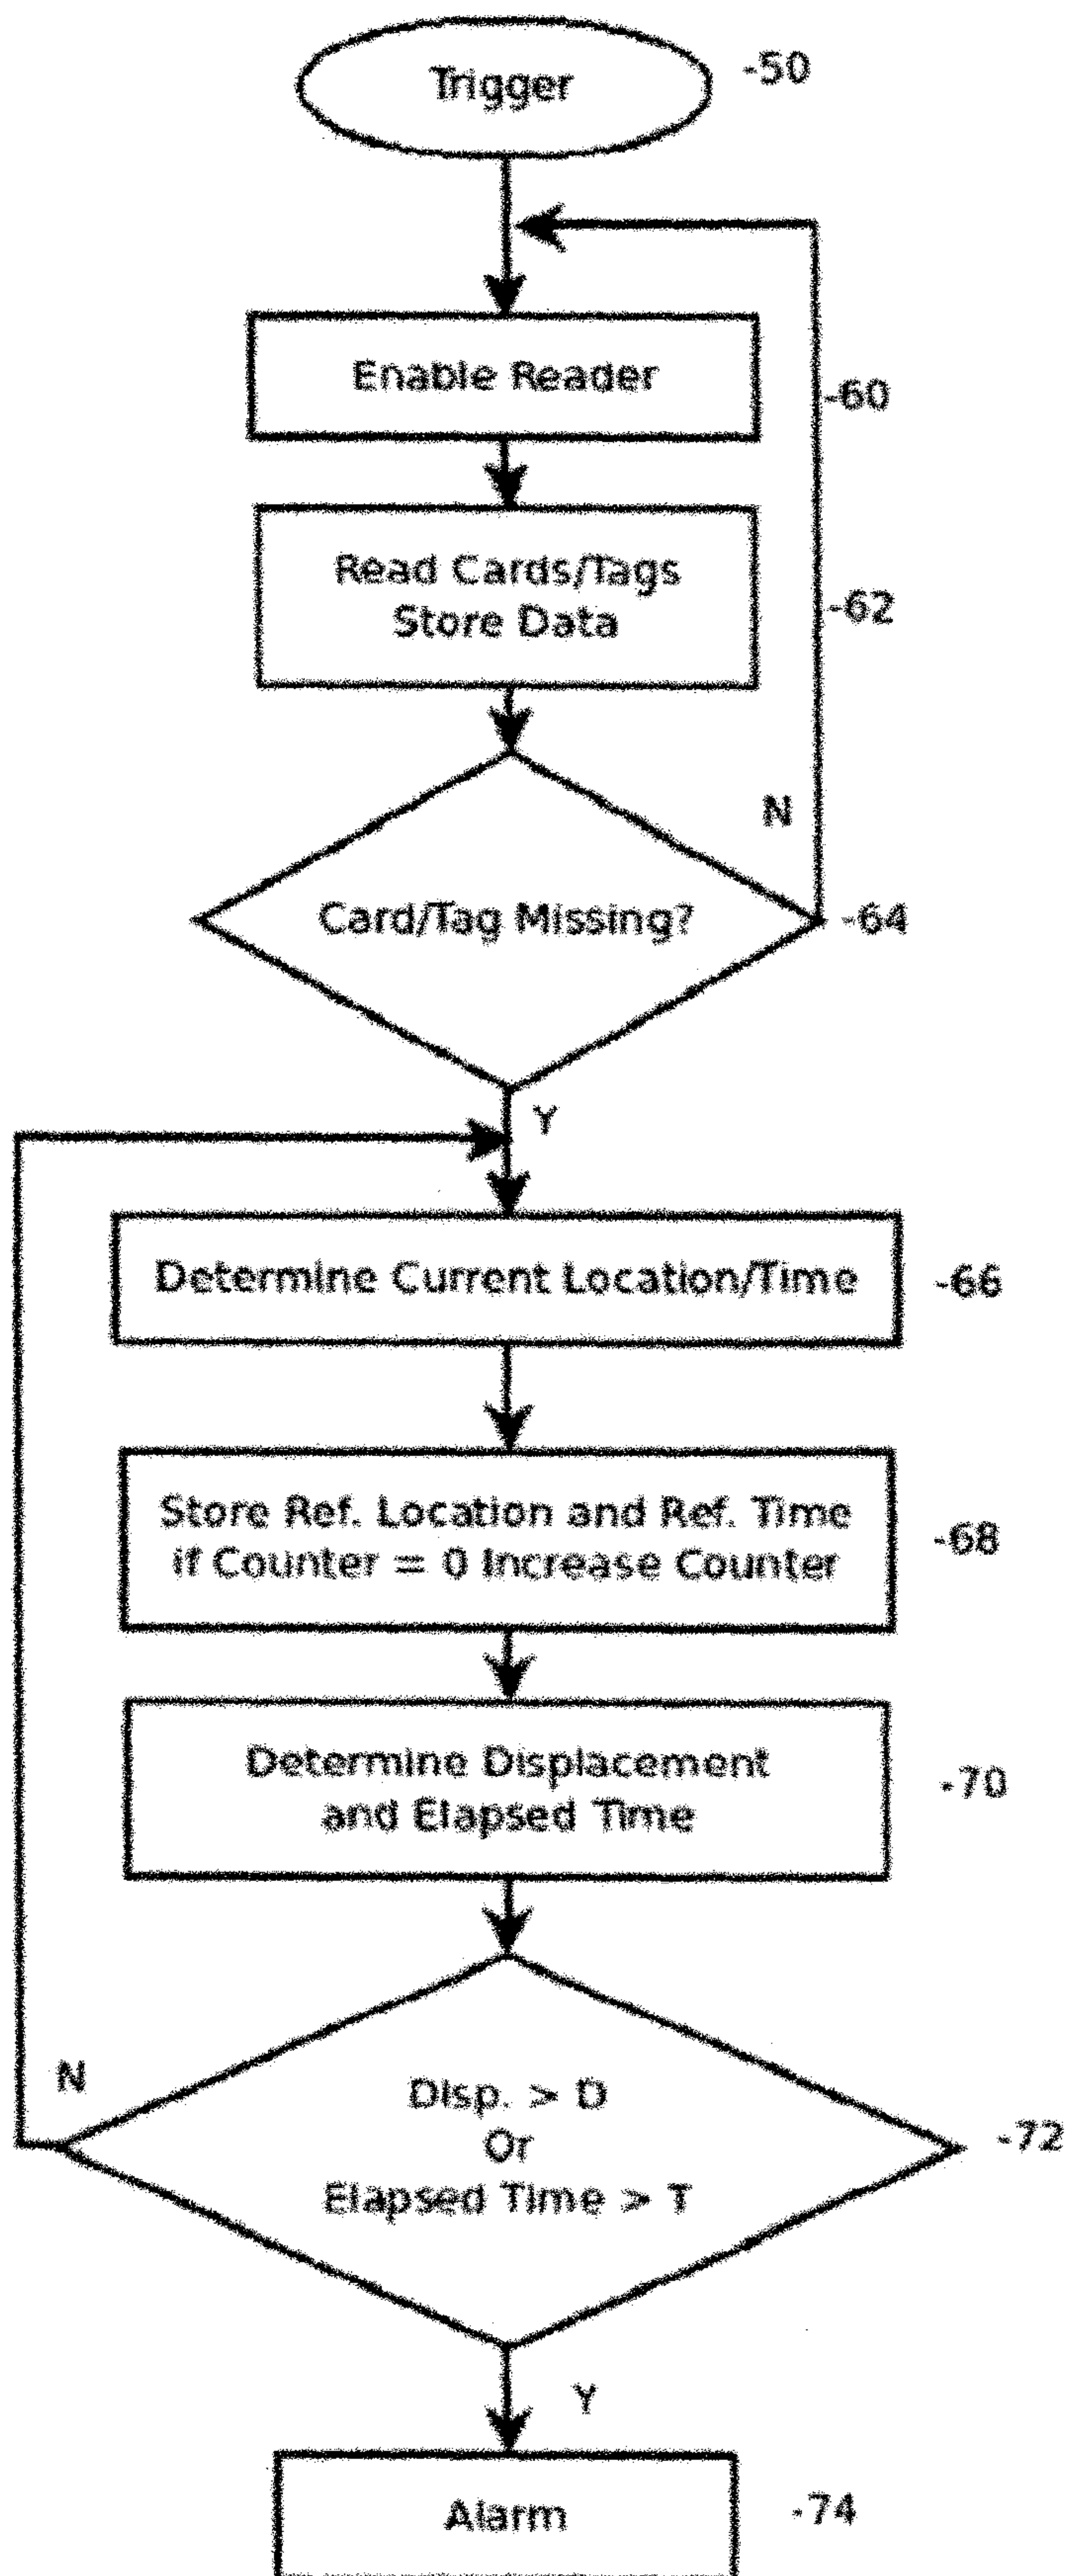 Trigger -50
Enable Reader -60
Read Cards/Tags
Store Data -62
N
Card/Tag Missing? -64
Y
Determine Current Location/Time -66
Store Ref. Location and Ref. Time
if Counter = 0 Increase Counter -68
Determine Displacement
and Elapsed Time -70
N
Disp. > D
Or -72
Elapsed Time > T
Y
Alarm -74